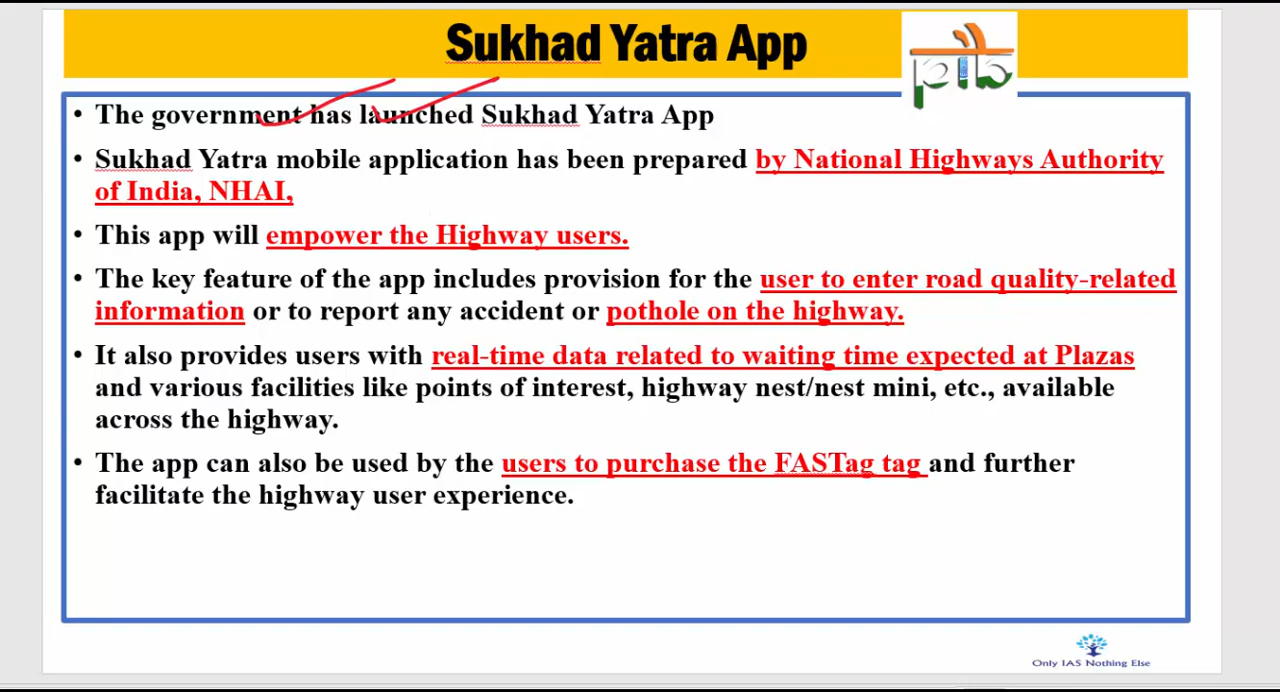 Sukhad Yatra App
pib
• The government has launched Sukhad Yatra App
• Sukhad Yatra mobile application has been prepared by National Highways Authority
of India, NHAI,
• This app will empower the Highway users.
• The key feature of the app includes provision for the user to enter road quality-related
information or to report any accident or pothole on the highway.
• It also provides users with real-time data related to waiting time expected at Plazas
and various facilities like points of interest, highway nest/nest mini, etc., available
across the highway.
• The app can also be used by the users to purchase the FASTag tag and further
facilitate the highway user experience.
Only IAS Nothing Else